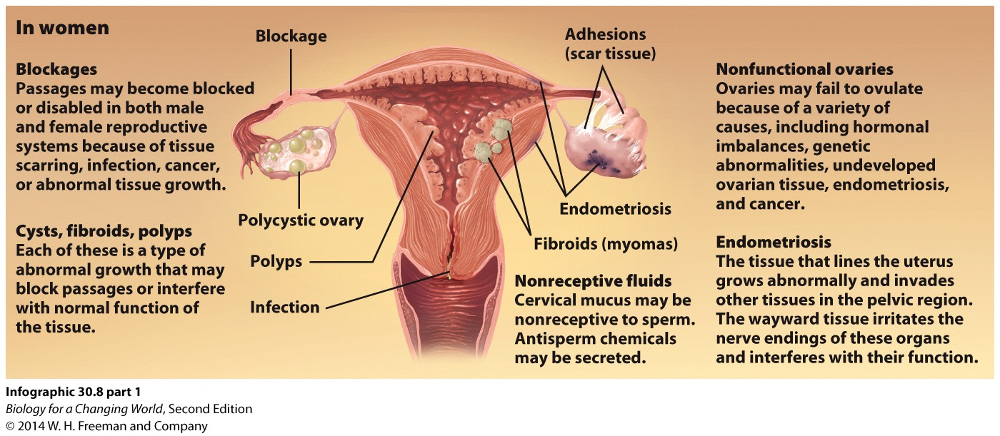 In women
Blockages
Passages may become blocked
or disabled in both male
and female reproductive
systems because of tissue
scarring, infection, cancer,
or abnormal tissue growth.
Cysts, fibroids, polyps
Each of these is a type of
abnormal growth that may
block passages or interfere
with normal function of
the tissue.
Blockage
Polycystic ovary
Polyps
Infection
Adhesions
(scar tissue)
Endometriosis
Fibroids (myomas)
Nonreceptive fluids
Cervical mucus may be
nonreceptive to sperm.
Antisperm chemicals
may be secreted.
Nonfunctional ovaries
Ovaries may fail to ovulate
because of a variety of
causes, including hormonal
imbalances, genetic
abnormalities, undeveloped
ovarian tissue, endometriosis,
and cancer.
Endometriosis
The tissue that lines the uterus
grows abnormally and invades
other tissues in the pelvic region.
The wayward tissue irritates the
nerve endings of these organs
and interferes with their function.
Infographic 30.8 part 1
Biology for a Changing World, Second Edition
© 2014 W. H. Freeman and Company